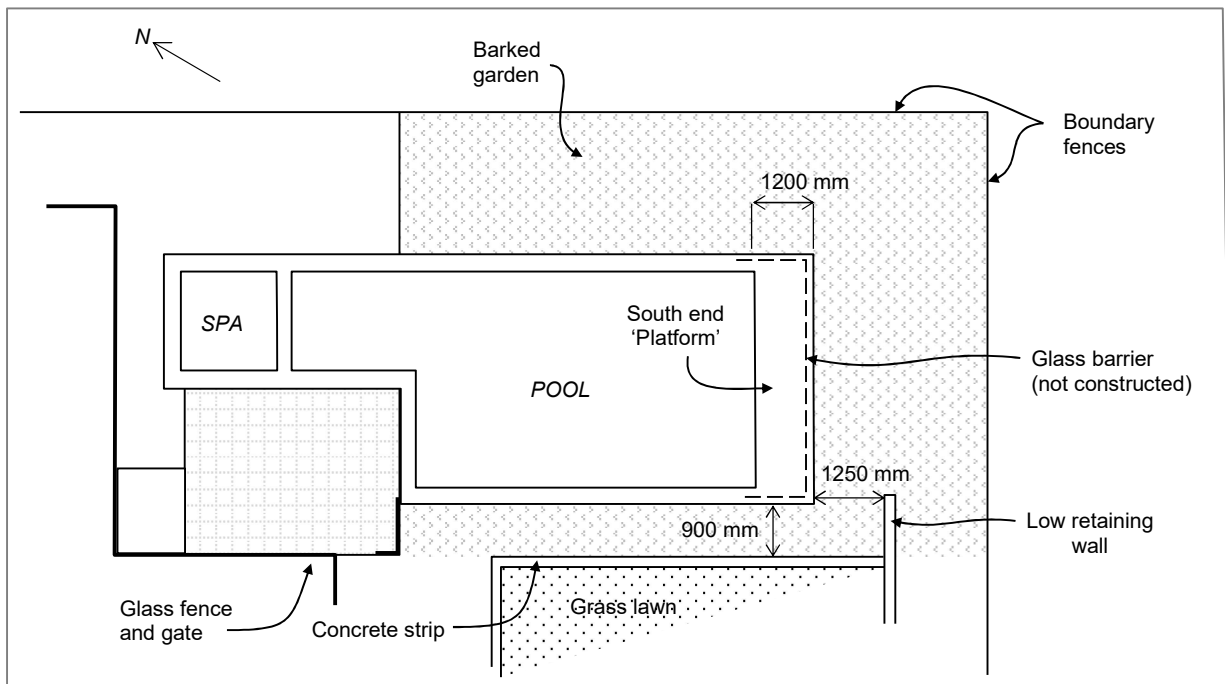 N
Barked
garden
Boundary
fences
1200 mm
SPA
South end
‘Platform’
POOL
Glass barrier
(not constructed)
1250 mm
900 mm
Low retaining
wall
Glass fence
and gate
Concrete strip
Grass lawn